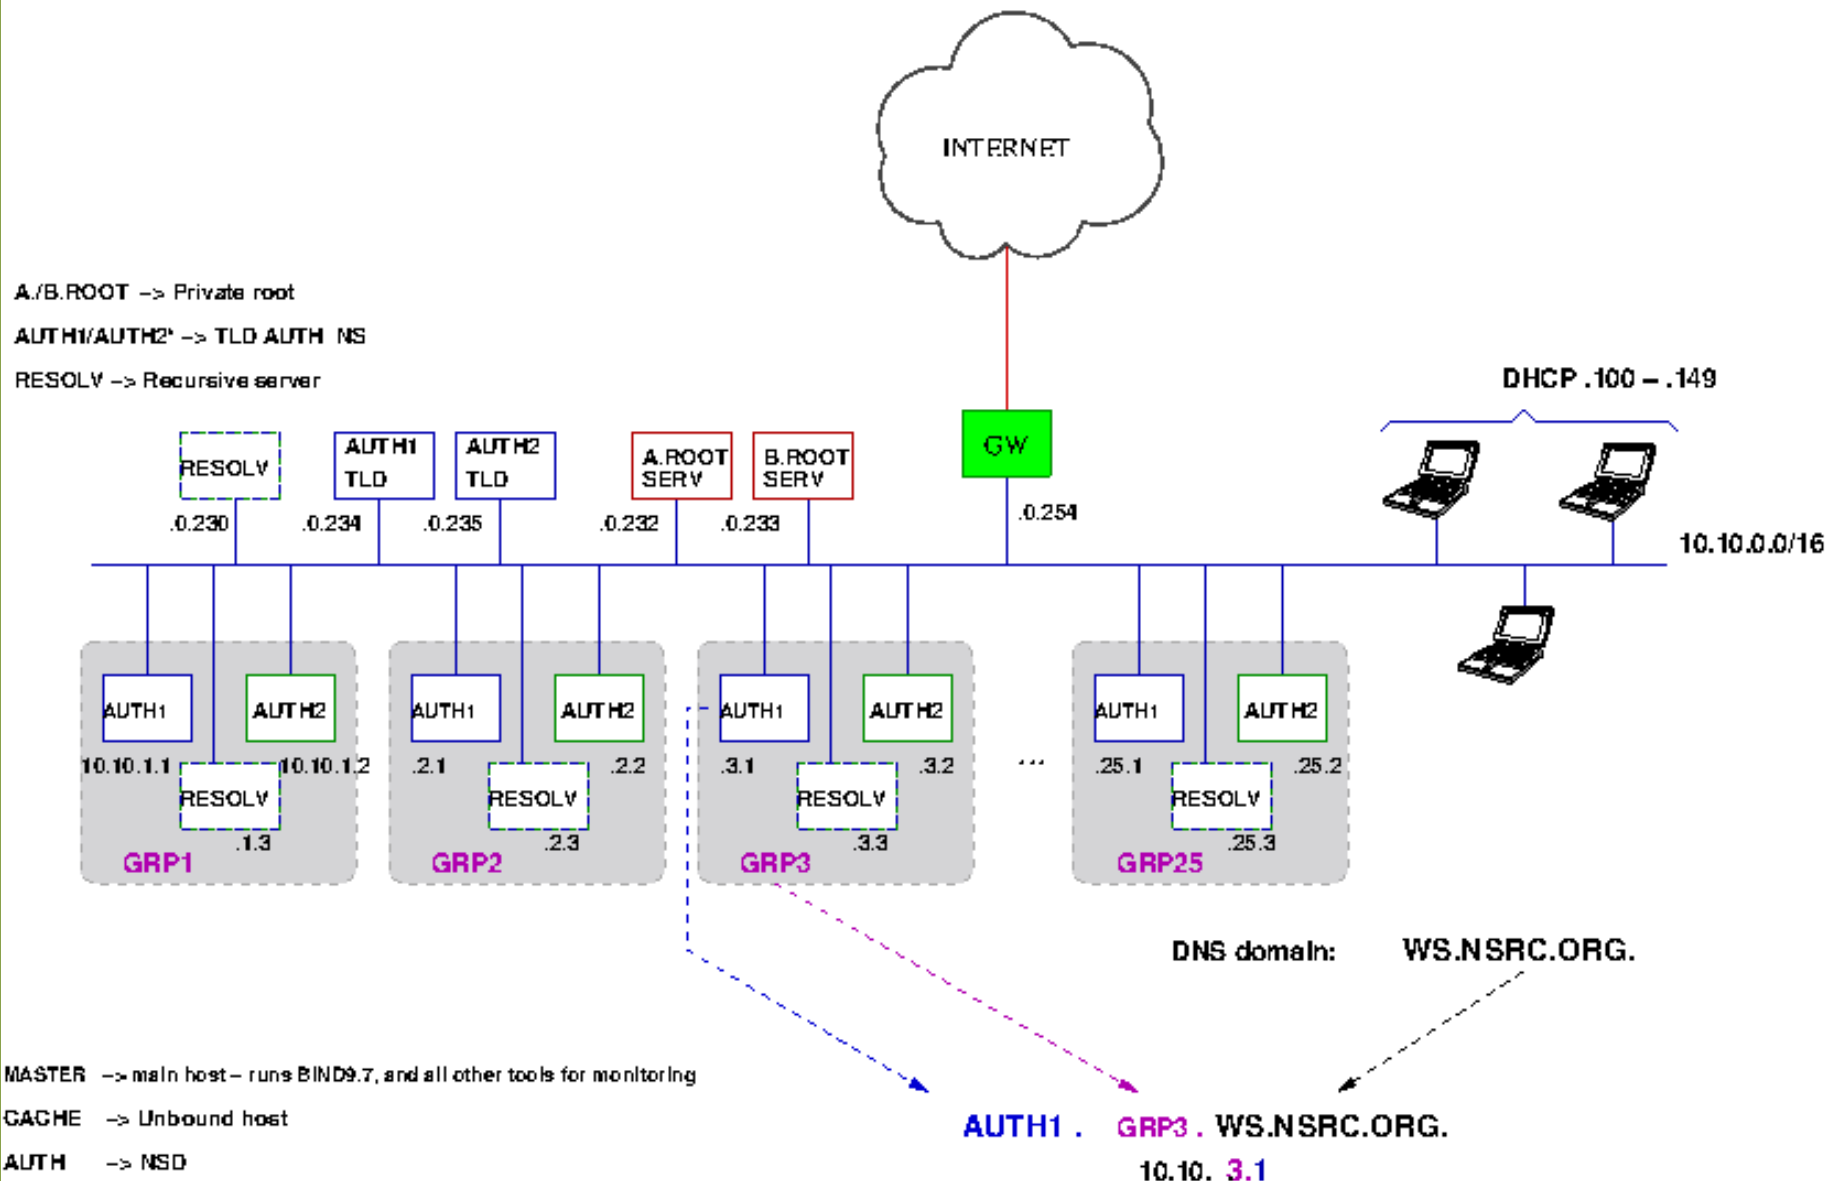 INTERNET
A./B.ROOT –> Private root
AUTH1/AUTH2* –> TLD AUTH NS
RESOLV –> Recursive server
DHCP .100 – .149
RESOLV
AUTH1
TLD
AUTH2
TLD
A.ROOT
SERV
B.ROOT
SERV
GW
.0.230
.0.234
.0.235
.0.232
.0.233
.0.254
10.10.0.0/16
AUTH1
AUTH2
10.10.1.1
10.10.1.2
RESOLV
.1.3
GRP1
AUTH1
AUTH2
.2.1
.2.2
RESOLV
.2.3
GRP2
AUTH1
AUTH2
.3.1
.3.2
RESOLV
.3.3
GRP3
...
AUTH1
AUTH2
.25.1
.25.2
RESOLV
.25.3
GRP25
DNS domain: WS.NSRC.ORG.
MASTER –> main host – runs BIND9.7, and all other tools for monitoring
CACHE –> Unbound host
AUTH –> NSD
AUTH1 . GRP3 . WS.NSRC.ORG.
10.10. 3.1